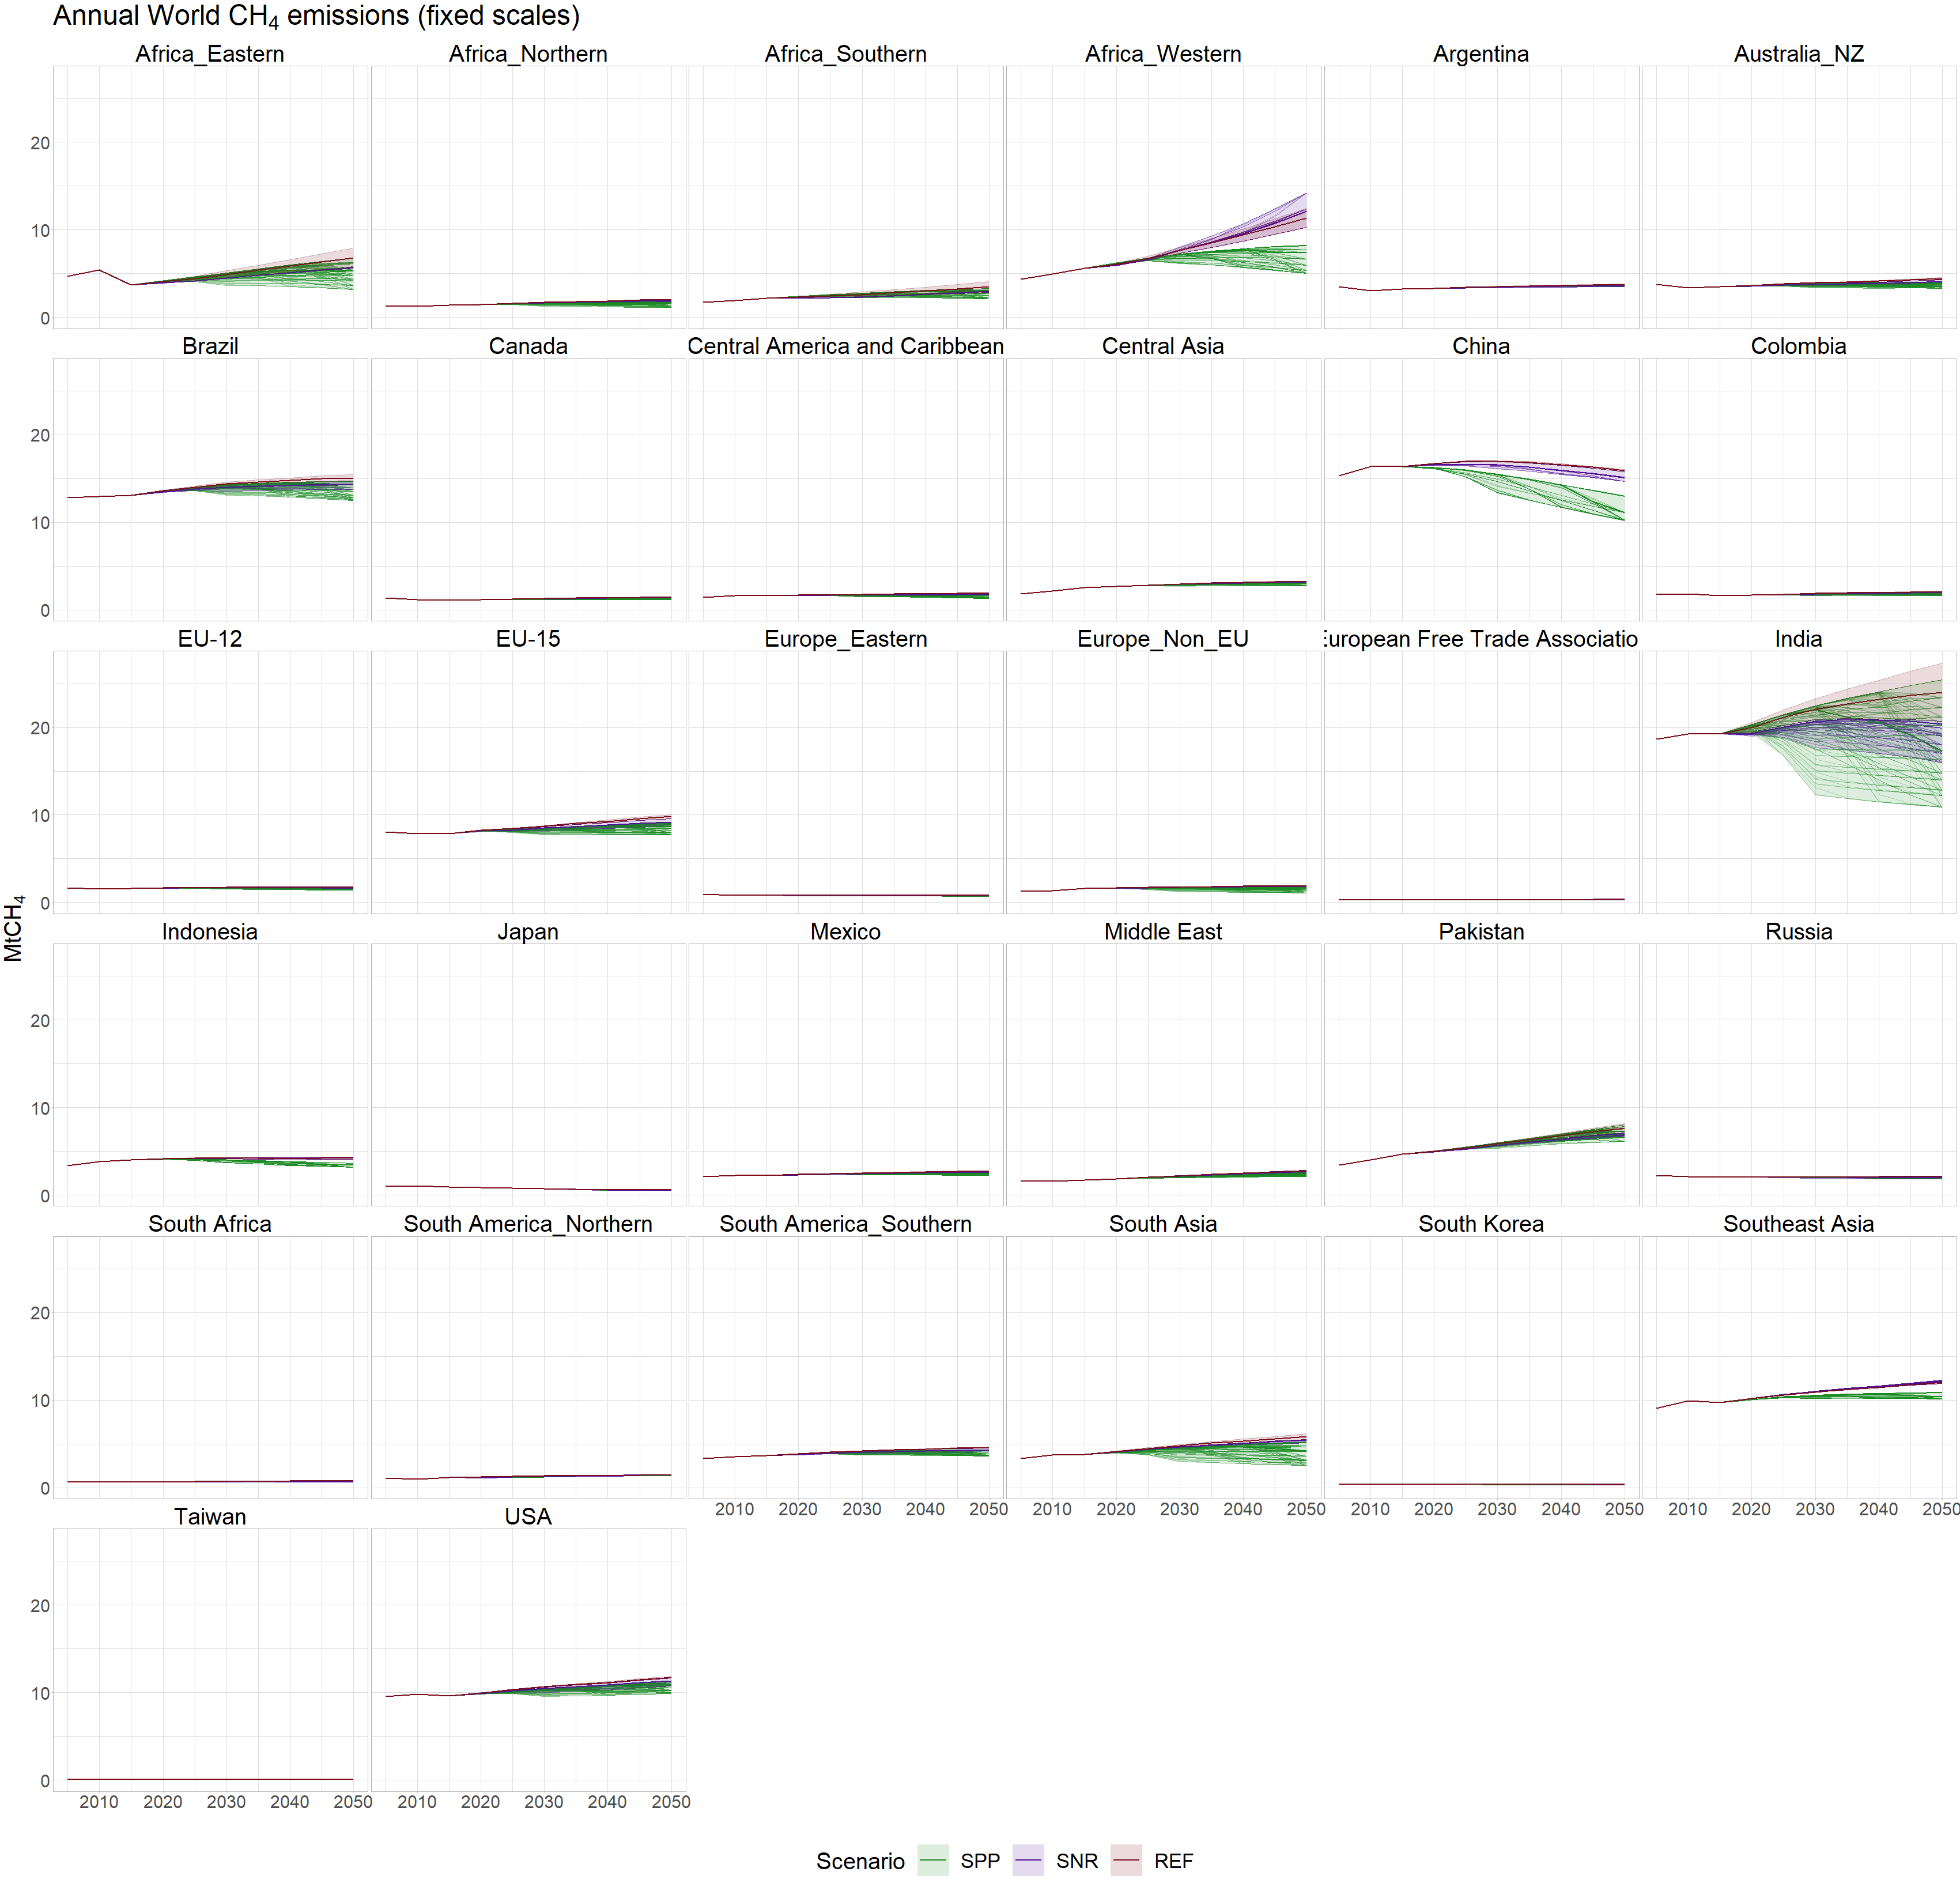 Annual World CH₄ emissions (fixed scales)
Africa_Eastern Africa_Northern Africa_Southern Africa_Western Argentina Australia_NZ
20
10
0
Brazil Canada Central America and Caribbean Central Asia China Colombia
20
10
0
EU-12 EU-15 Europe_Eastern Europe_Non_EU European Free Trade Associatio India
20
10
0
MtCH₄
Indonesia Japan Mexico Middle East Pakistan Russia
20
10
0
South Africa South America_Northern South America_Southern South Asia South Korea Southeast Asia
20
10
0
2010 2020 2030 2040 2050 2010 2020 2030 2040 2050 2010 2020 2030 2040 2050 2010 2020 2030 2040 2050
Taiwan USA
20
10
0
2010 2020 2030 2040 2050 2010 2020 2030 2040 2050
Scenario SPP SNR REF